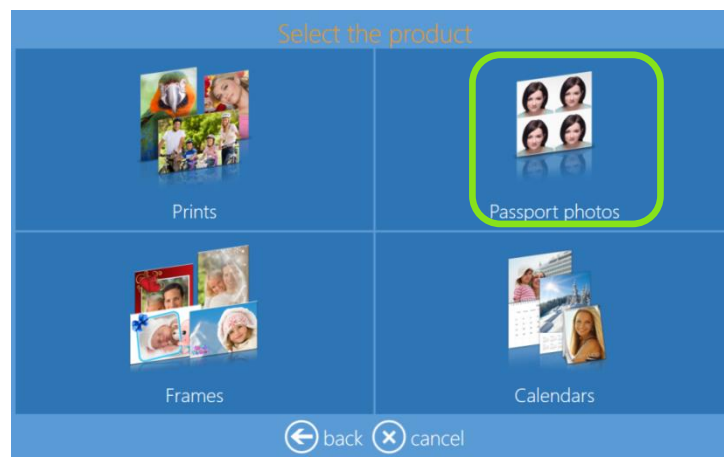 Select the product
Prints
Passport photos
Frames
Calendars
back cancel